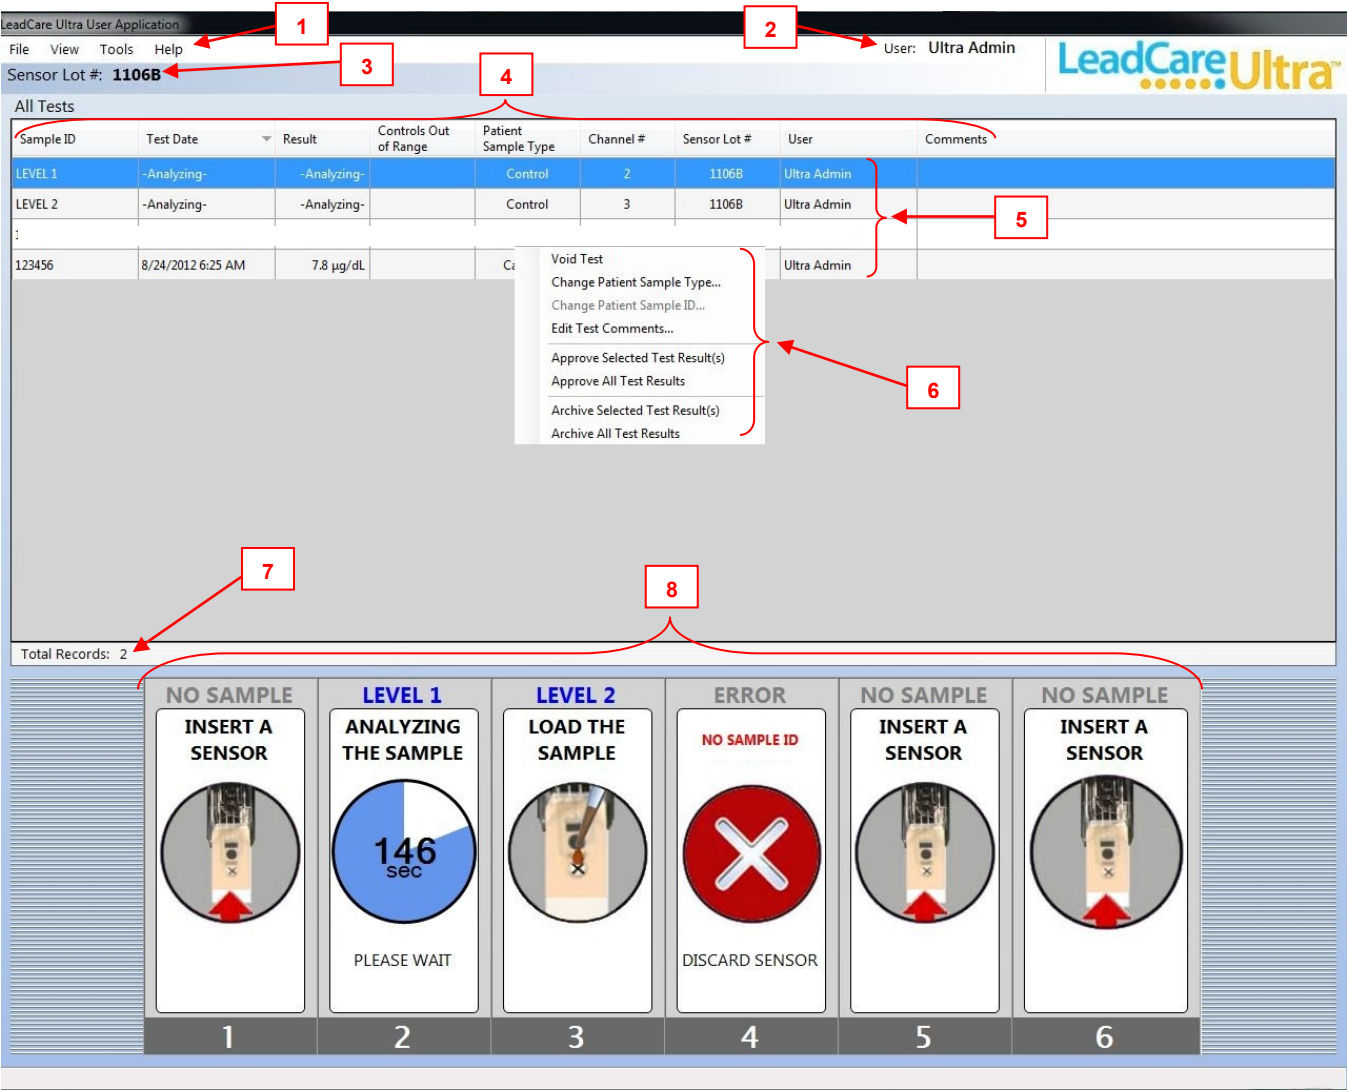 LeadCare Ultra User Application
1
2
File View Tools Help
User: Ultra Admin
LeadCare Ultra™
Sensor Lot #: 1106B
3
4
All Tests
Sample ID Test Date Result Controls Out of Range Patient Sample Type Channel # Sensor Lot # User Comments
LEVEL 1 -Analyzing- -Analyzing- Control 2 1106B Ultra Admin
LEVEL 2 -Analyzing- -Analyzing- Control 3 1106B Ultra Admin
5
123456 8/24/2012 6:25 AM 7.8 µg/dL Ca Ultra Admin
Void Test
Change Patient Sample Type...
Change Patient Sample ID...
Edit Test Comments...
Approve Selected Test Result(s)
Approve All Test Results
Archive Selected Test Result(s)
Archive All Test Results
6
7
8
Total Records: 2
NO SAMPLE
INSERT A
SENSOR
1
LEVEL 1
ANALYZING
THE SAMPLE
146
sec
PLEASE WAIT
2
LEVEL 2
LOAD THE
SAMPLE
3
ERROR
NO SAMPLE ID
DISCARD SENSOR
4
NO SAMPLE
INSERT A
SENSOR
5
NO SAMPLE
INSERT A
SENSOR
6